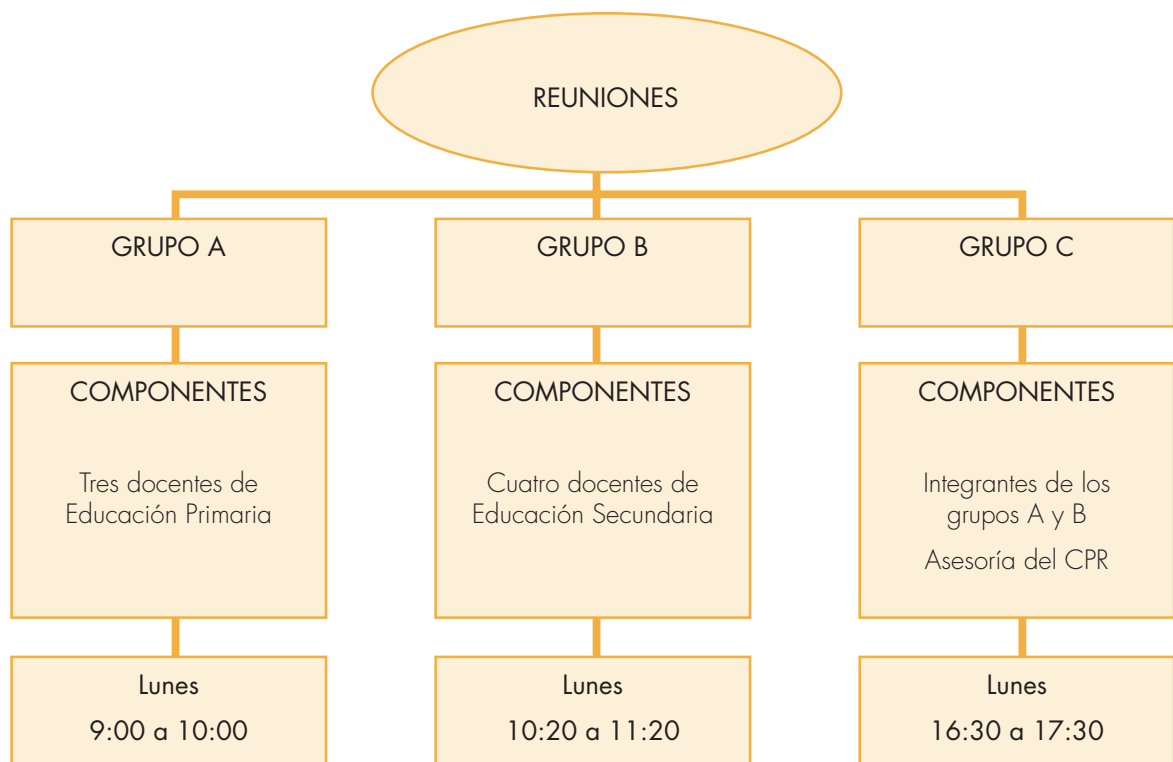 REUNIONES
GRUPO A
COMPONENTES
Tres docentes de
Educación Primaria
Lunes
9:00 a 10:00
GRUPO B
COMPONENTES
Cuatro docentes de
Educación Secundaria
Lunes
10:20 a 11:20
GRUPO C
COMPONENTES
Integrantes de los
grupos A y B
Asesoría del CPR
Lunes
16:30 a 17:30